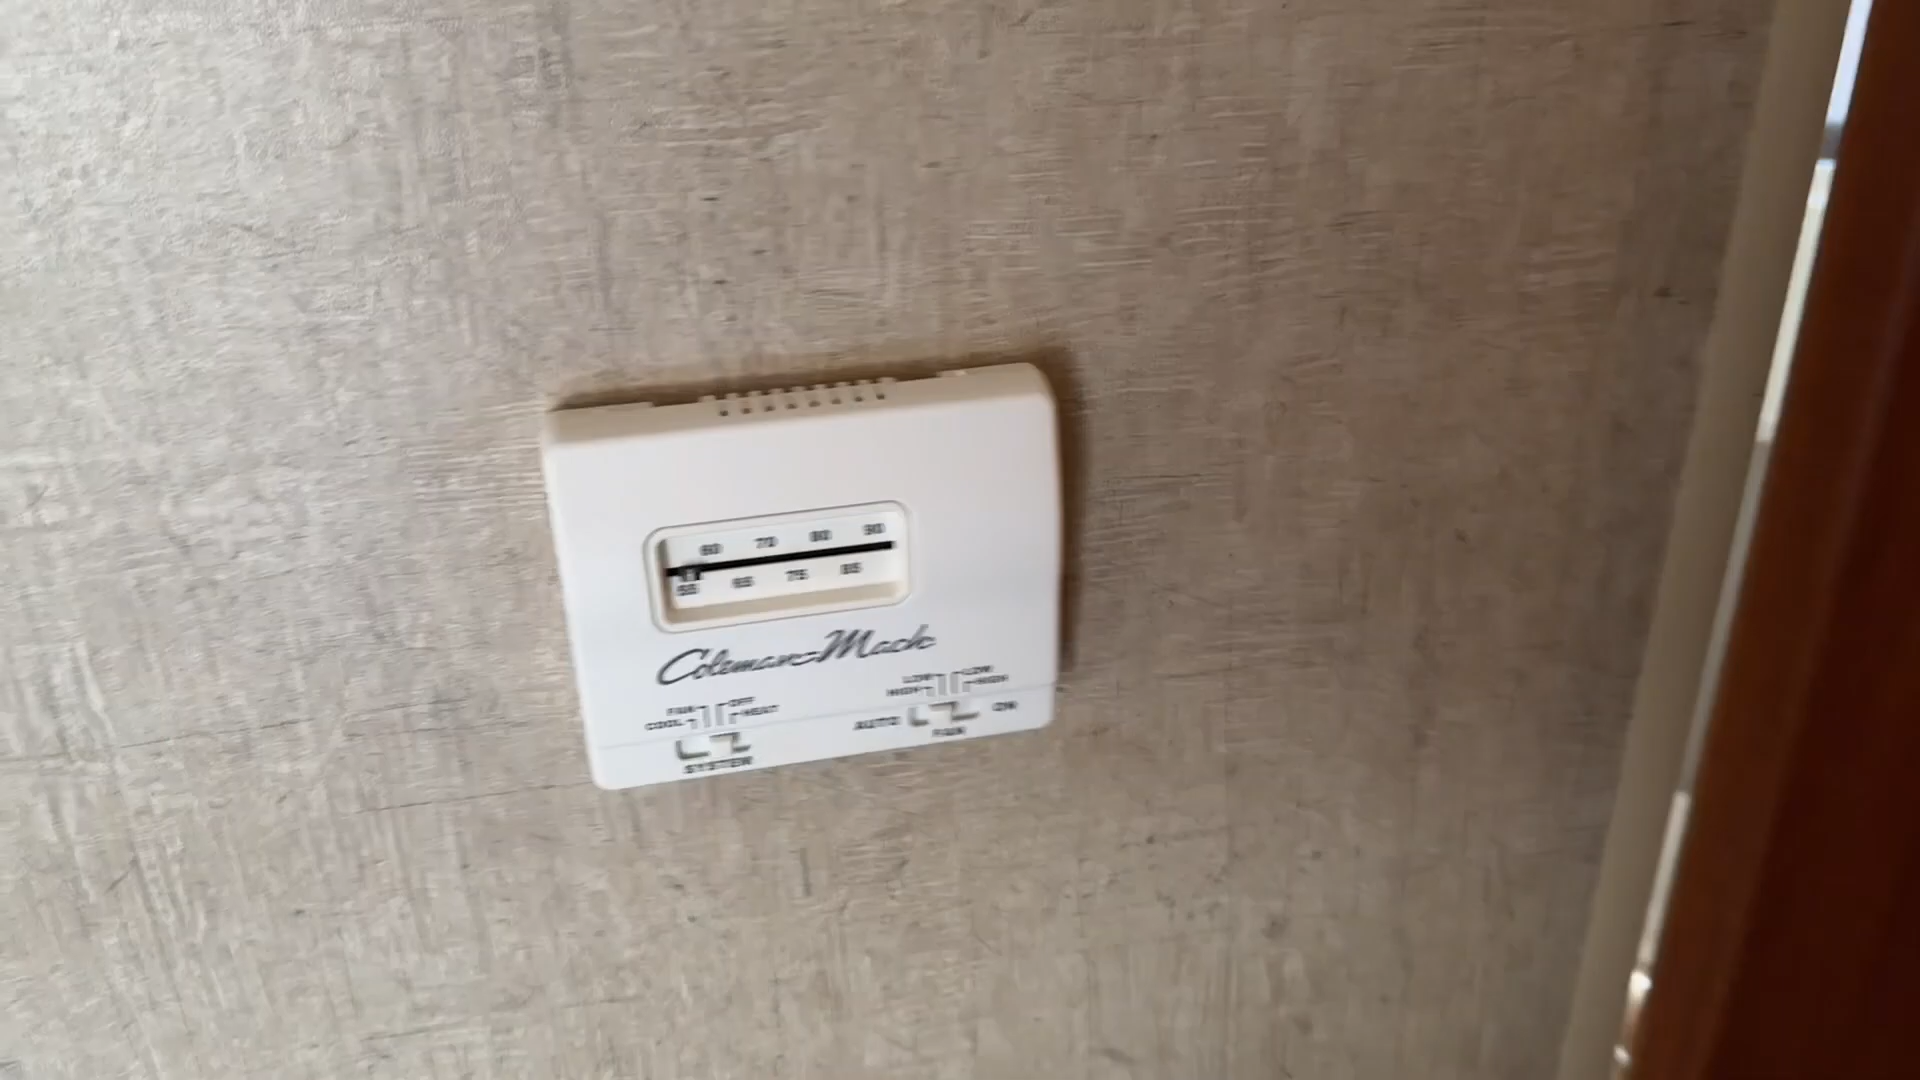 60 70 80 90
55 65 75 85
Coleman-Mach
LOW LOW
HIGH HIGH
FAN OFF
COOL HEAT
AUTO ON
FAN
SYSTEM